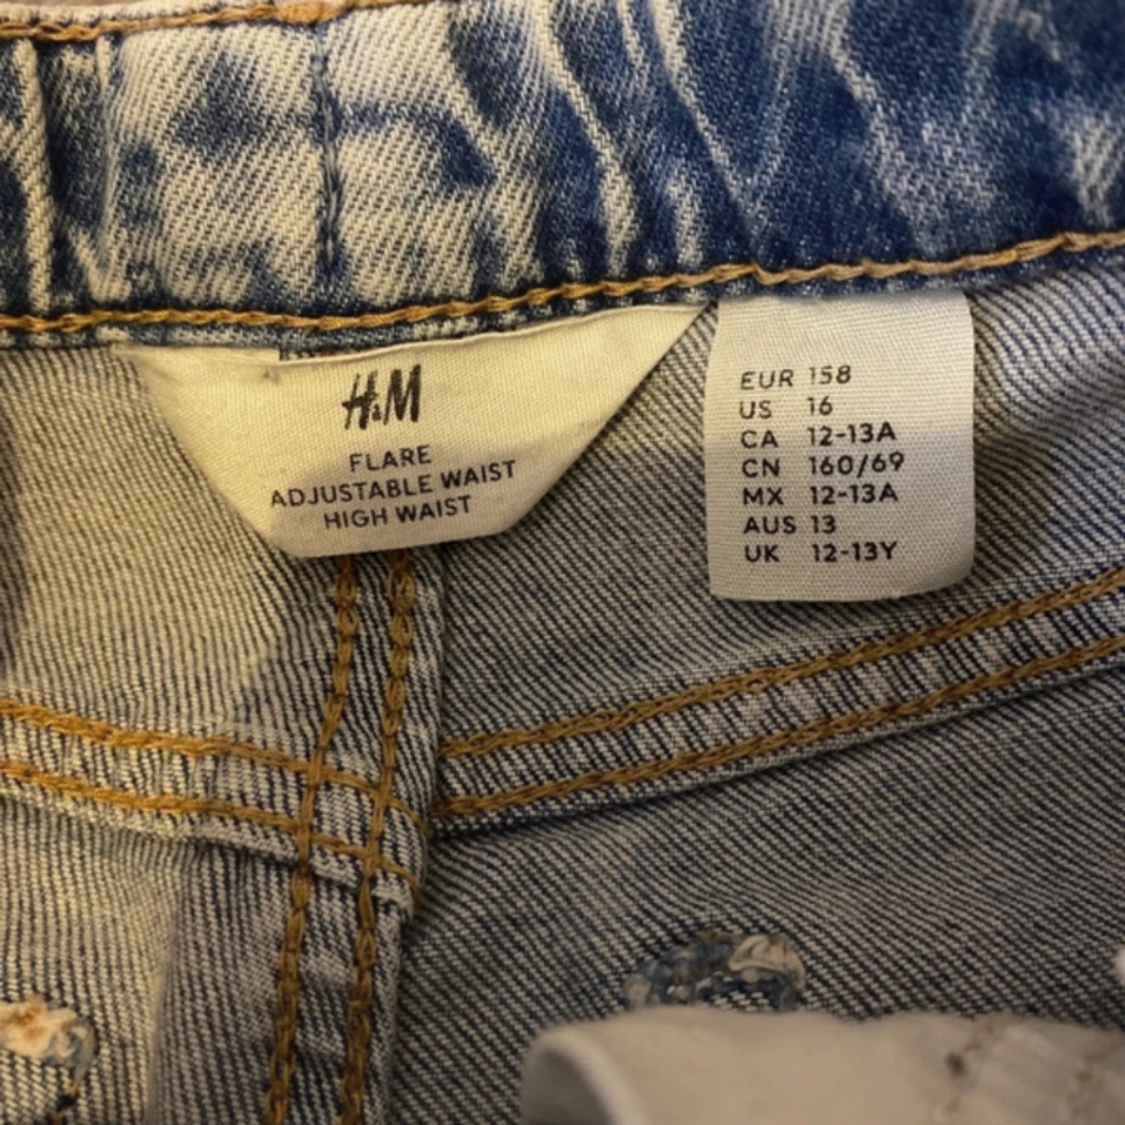 H&M
FLARE
ADJUSTABLE WAIST
HIGH WAIST
EUR 158
US 16
CA 12-13A
CN 160/69
MX 12-13A
AUS 13
UK 12-13Y